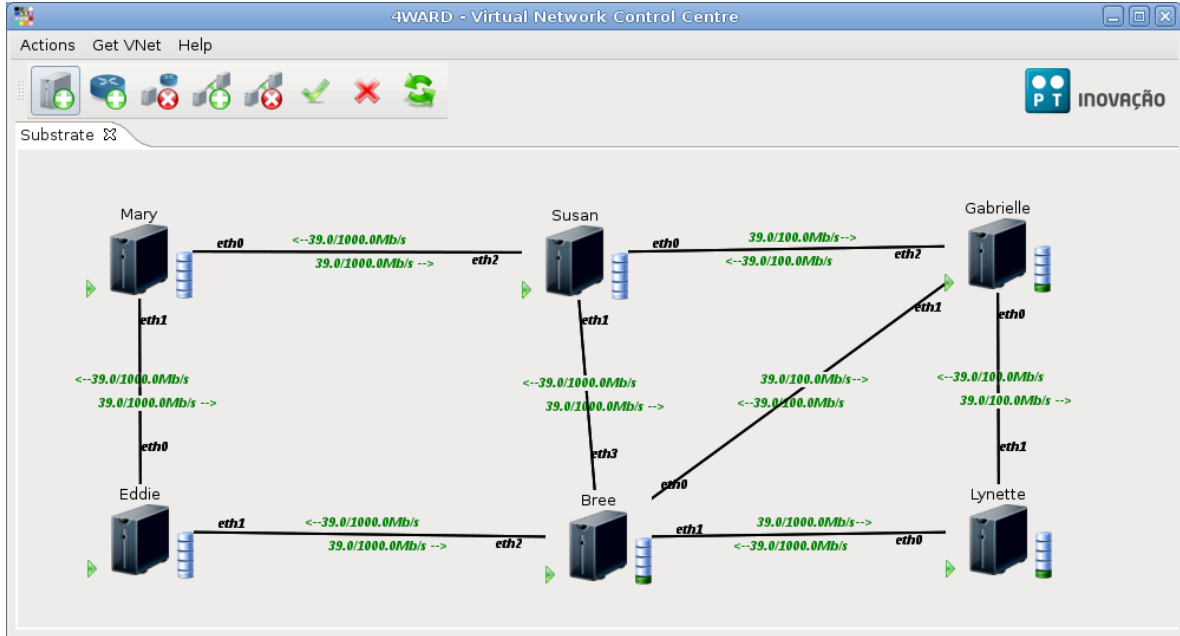 4WARD - Virtual Network Control Centre
Actions Get VNet Help
PT INOVAÇÃO
Substrate
Mary
Susan
Gabrielle
eth0 <--39.0/1000.0Mb/s
39.0/1000.0Mb/s --> eth2
eth0 39.0/100.0Mb/s-->
<--39.0/100.0Mb/s eth2
eth1
eth1
eth1
eth0
<--39.0/1000.0Mb/s
39.0/1000.0Mb/s -->
<--39.0/1000.0Mb/s
39.0/1000.0Mb/s -->
39.0/100.0Mb/s-->
<--39.0/100.0Mb/s
<--39.0/100.0Mb/s
39.0/100.0Mb/s -->
eth0
eth3
eth0
eth1
Eddie
Bree
Lynette
eth1 <--39.0/1000.0Mb/s
39.0/1000.0Mb/s --> eth2
eth1 39.0/1000.0Mb/s-->
<--39.0/1000.0Mb/s eth0